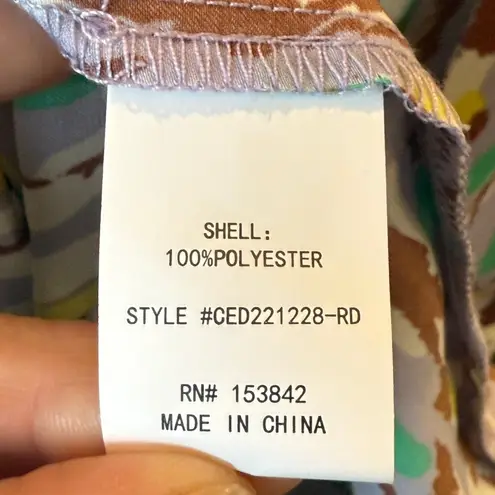 SHELL:
100%POLYESTER
STYLE #CED221228-RD
RN# 153842
MADE IN CHINA